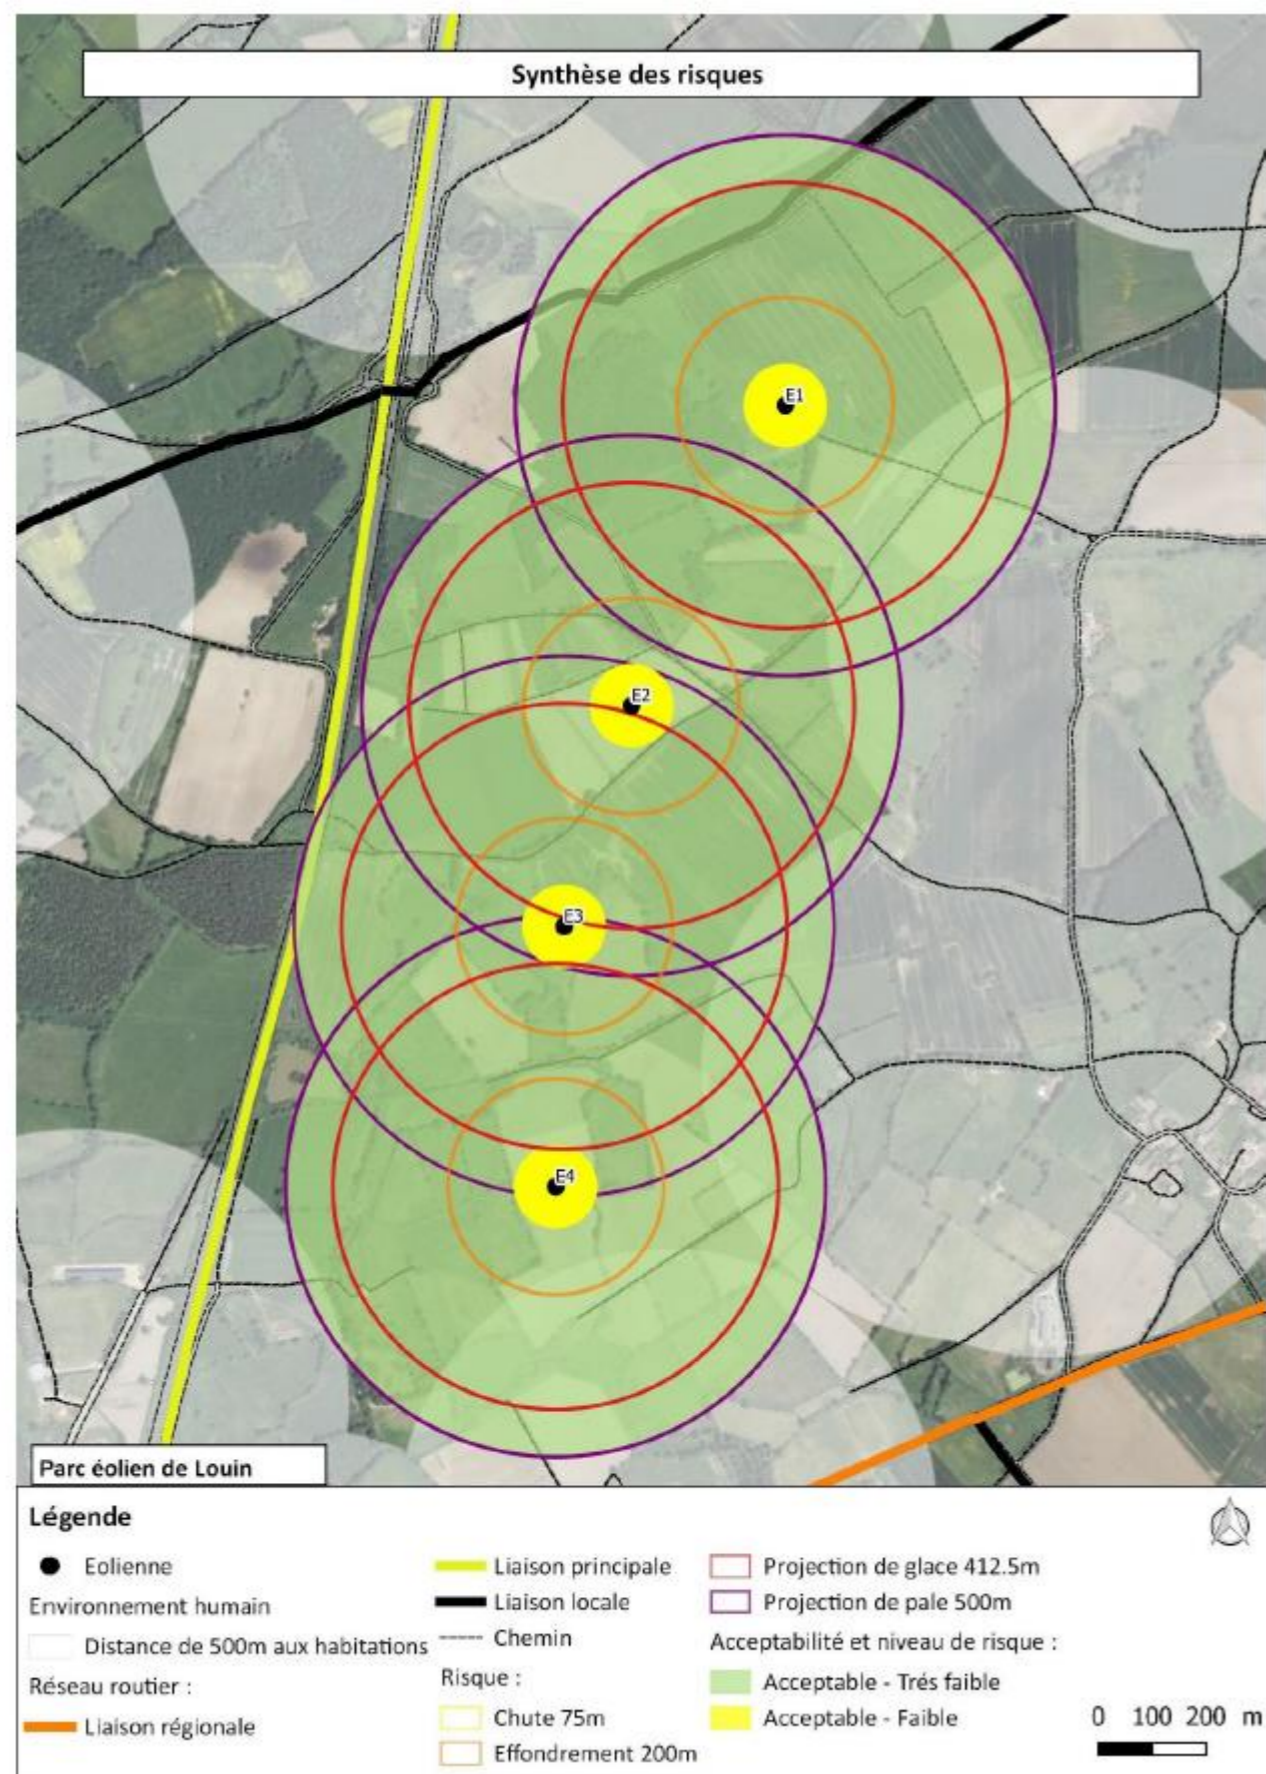 Synthèse des risques
E1
E2
E3
E4
Parc éolien de Louin
Légende
Eolienne
Environnement humain
Distance de 500m aux habitations
Réseau routier :
Liaison régionale
Liaison principale
Liaison locale
Chemin
Risque :
Chute 75m
Effondrement 200m
Projection de glace 412.5m
Projection de pale 500m
Acceptabilité et niveau de risque :
Acceptable - Trés faible
Acceptable - Faible
0 100 200 m